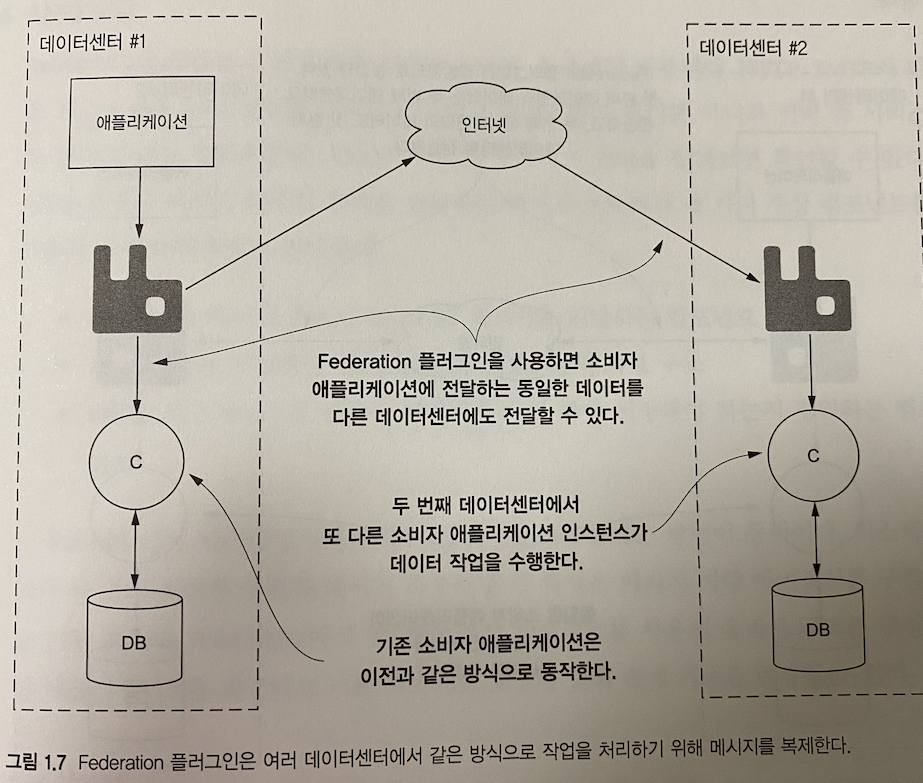 데이터센터 #1
데이터센터 #2
애플리케이션
인터넷
Federation 플러그인을 사용하면 소비자
애플리케이션에 전달하는 동일한 데이터를
다른 데이터센터에도 전달할 수 있다.
C
C
두 번째 데이터센터에서
또 다른 소비자 애플리케이션 인스턴스가
데이터 작업을 수행한다.
DB
DB
기존 소비자 애플리케이션은
이전과 같은 방식으로 동작한다.
그림 1.7 Federation 플러그인은 여러 데이터센터에서 같은 방식으로 작업을 처리하기 위해 메시지를 복제한다.